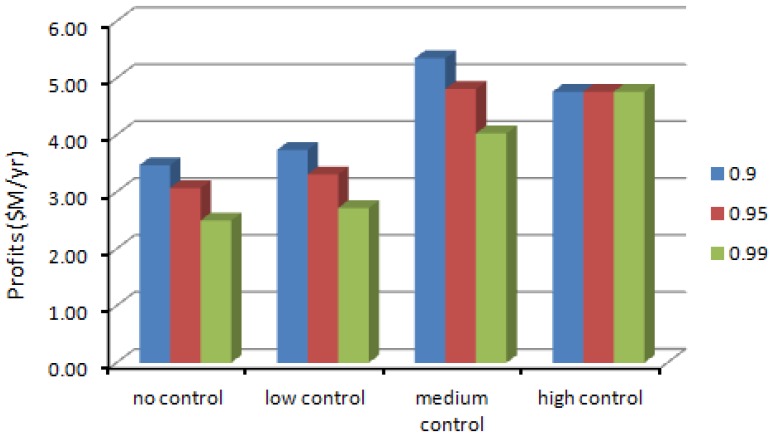 Profits($M/yr)
6.00
5.00
4.00
3.00
2.00
1.00
0.00
no control
low control
medium
control
high control
0.9
0.95
0.99